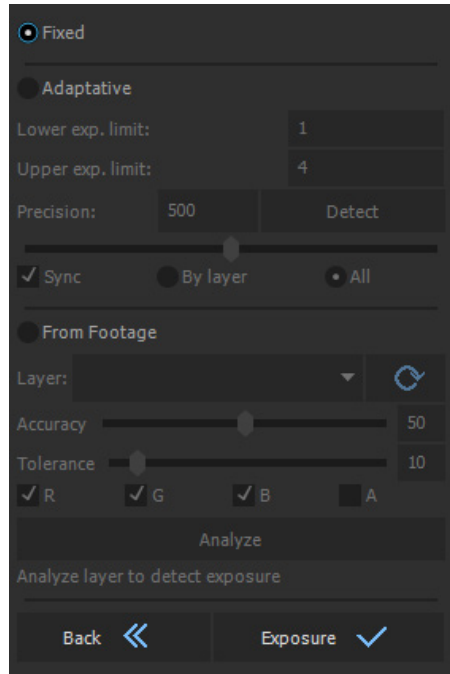 Fixed
Adaptative
Lower exp. limit: 1
Upper exp. limit: 4
Precision: 500 Detect
Sync By layer All
From Footage
Layer:
Accuracy 50
Tolerance 10
R G B A
Analyze
Analyze layer to detect exposure
Back Exposure